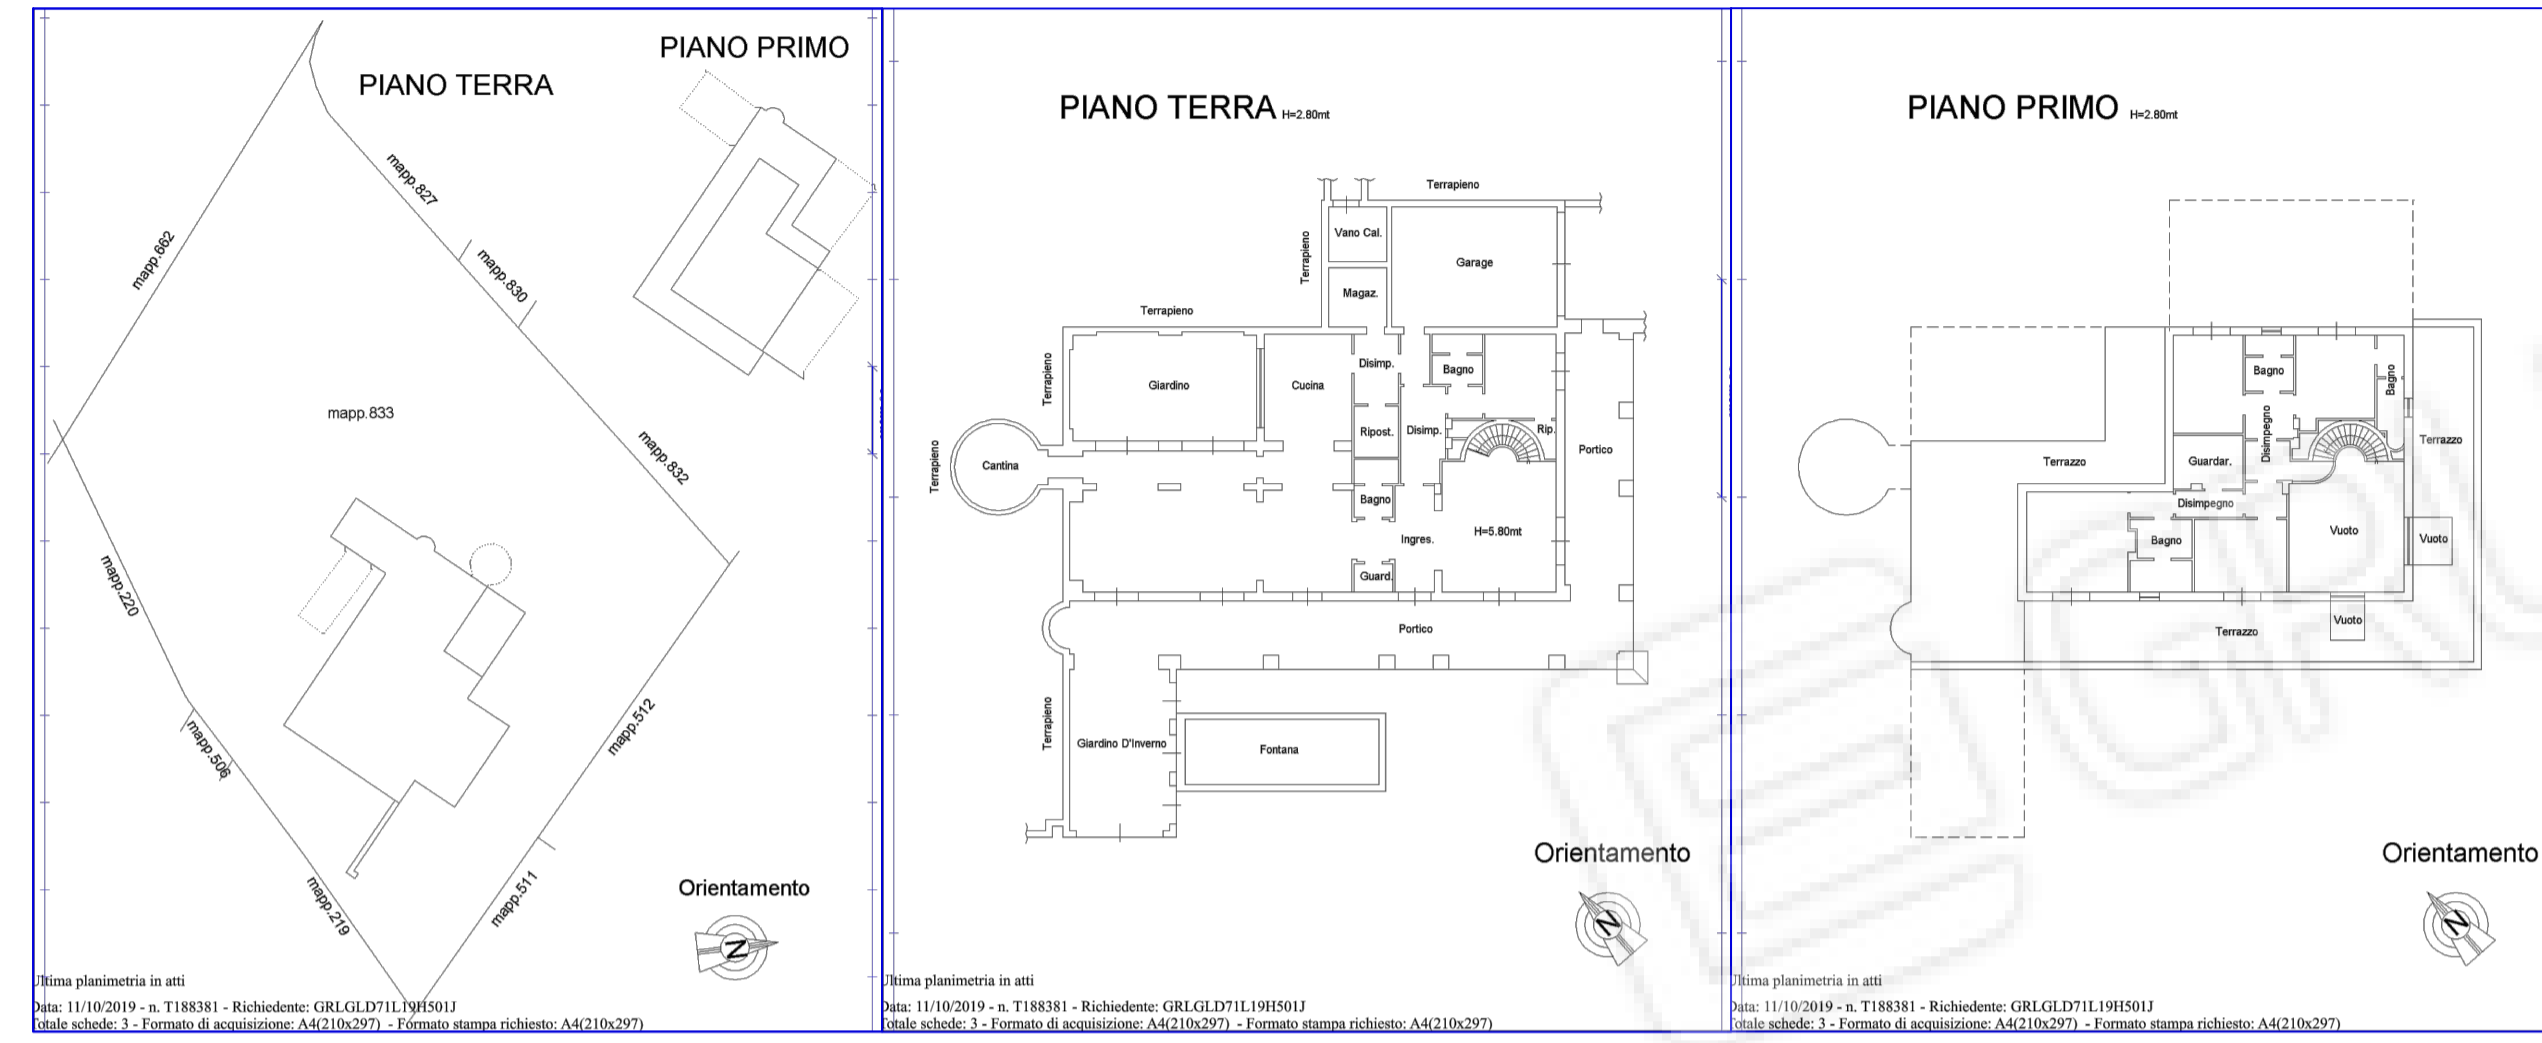 PIANO PRIMO
PIANO TERRA
mapp.827
mapp.662
mapp.830
mapp.833
mapp.832
mapp.220
mapp.512
mapp.506
mapp.511
mapp.219
Orientamento
N
Ultima planimetria in atti
Data: 11/10/2019 - n. T188381 - Richiedente: GRLGLD71L19H501J
Totale schede: 3 - Formato di acquisizione: A4(210x297) - Formato stampa richiesto: A4(210x297)
PIANO TERRA H=2.80mt
Terrapieno
Vano Cal.
Terrapieno
Garage
Magaz.
Terrapieno
Terrapieno
Giardino
Cucina
Disimp.
Bagno
Ripost.
Disimp.
Rip.
Portico
Terrapieno
Cantina
Bagno
H=5.80mt
Ingres.
Guard.
Portico
Terrapieno
Giardino D'Inverno
Fontana
Orientamento
N
Ultima planimetria in atti
Data: 11/10/2019 - n. T188381 - Richiedente: GRLGLD71L19H501J
Totale schede: 3 - Formato di acquisizione: A4(210x297) - Formato stampa richiesto: A4(210x297)
PIANO PRIMO H=2.80mt
Bagno
Bagno
Disimpegno
Terrazzo
Terrazzo
Guardar.
Disimpegno
Bagno
Vuoto
Vuoto
Vuoto
Terrazzo
Orientamento
N
Ultima planimetria in atti
Data: 11/10/2019 - n. T188381 - Richiedente: GRLGLD71L19H501J
Totale schede: 3 - Formato di acquisizione: A4(210x297) - Formato stampa richiesto: A4(210x297)